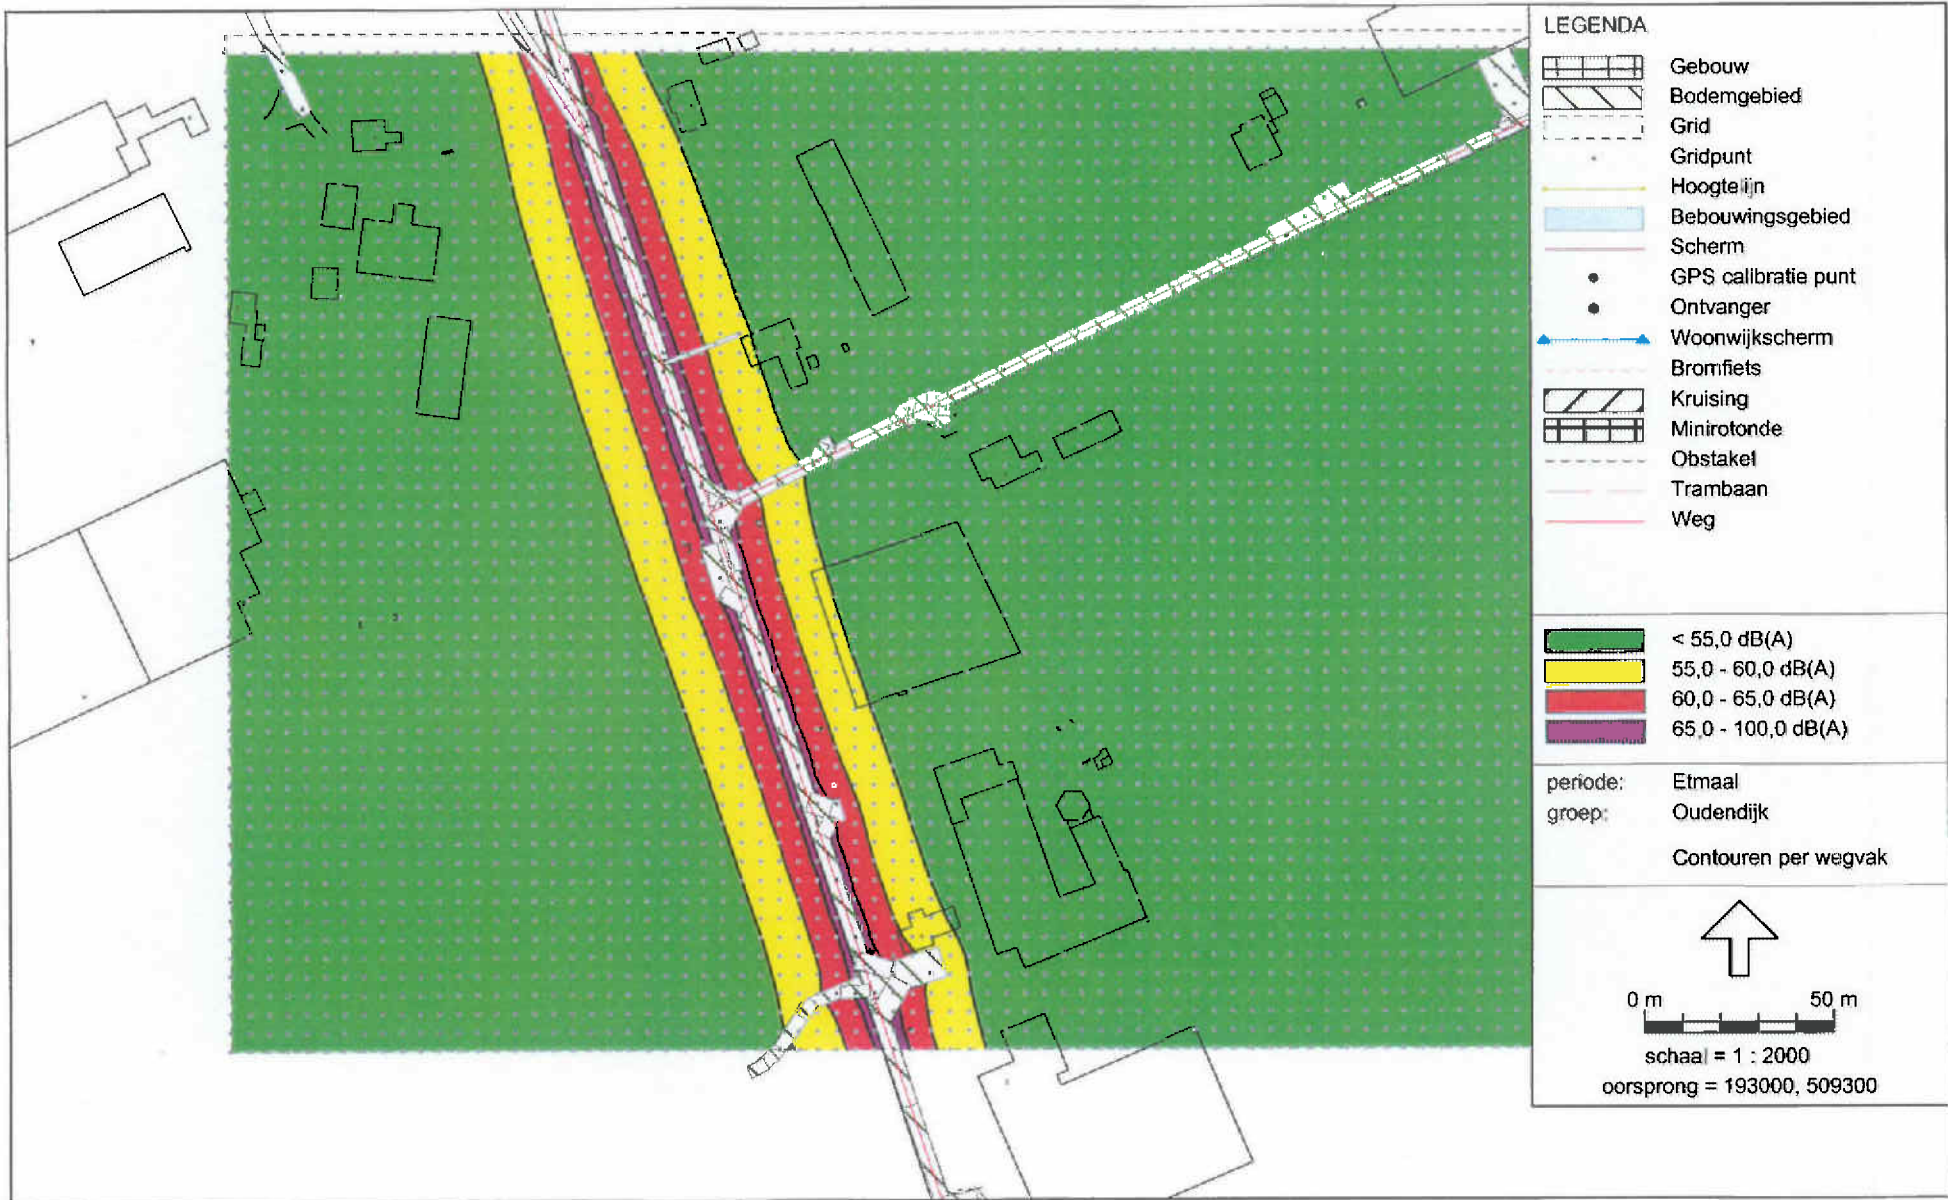 LEGENDA
Gebouw
Bodemgebied
Grid
Gridpunt
Hoogtelijn
Bebouwingsgebied
Scherm
GPS calibratie punt
Ontvanger
Woonwijkscherm
Bromfiets
Kruising
Minirotonde
Obstakel
Trambaan
Weg
< 55,0 dB(A)
55,0 - 60,0 dB(A)
60,0 - 65,0 dB(A)
65,0 - 100,0 dB(A)
periode: Etmaal
groep: Oudendijk
Contouren per wegvak
0 m 50 m
schaal = 1 : 2000
oorsprong = 193000, 509300